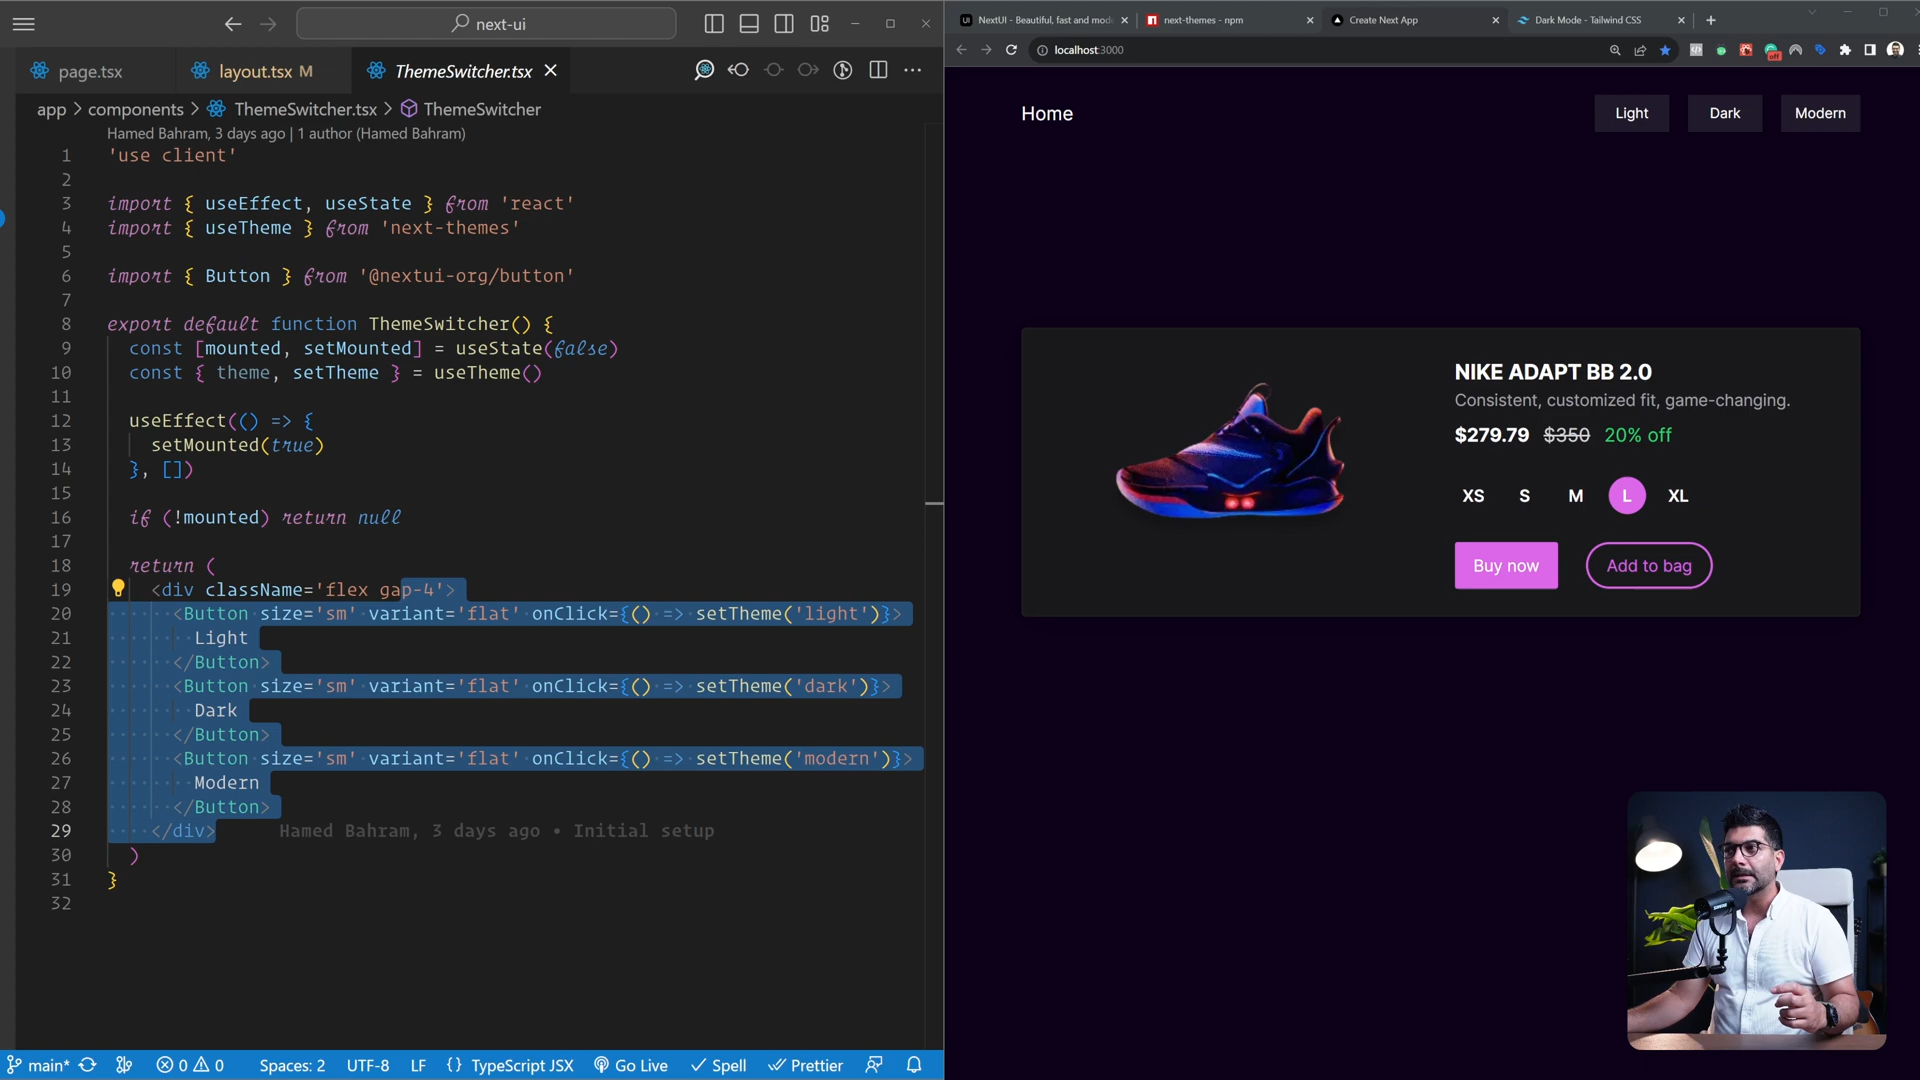 next-ui
page.tsx
layout.tsx M
ThemeSwitcher.tsx
app > components > ThemeSwitcher.tsx > ThemeSwitcher
Hamed Bahram, 3 days ago | 1 author (Hamed Bahram)
1 'use client'
2
3 import { useEffect, useState } from 'react'
4 import { useTheme } from 'next-themes'
5
6 import { Button } from '@nextui-org/button'
7
8 export default function ThemeSwitcher() {
9 const [mounted, setMounted] = useState(false)
10 const { theme, setTheme } = useTheme()
11
12 useEffect(() => {
13 setMounted(true)
14 }, [])
15
16 if (!mounted) return null
17
18 return (
19 <div className='flex gap-4'>
20 <Button size='sm' variant='flat' onClick={() => setTheme('light')}>
21 Light
22 </Button>
23 <Button size='sm' variant='flat' onClick={() => setTheme('dark')}>
24 Dark
25 </Button>
26 <Button size='sm' variant='flat' onClick={() => setTheme('modern')}>
27 Modern
28 </Button>
29 </div> Hamed Bahram, 3 days ago • Initial setup
30 )
31 }
32
main* 0 0 Spaces: 2 UTF-8 LF {} TypeScript JSX Go Live Spell Prettier
NextUI - Beautiful, fast and mod
next-themes - npm
Create Next App
Dark Mode - Tailwind CSS
localhost:3000
off
Home
Light
Dark
Modern
NIKE ADAPT BB 2.0
Consistent, customized fit, game-changing.
$279.79 $350 20% off
XS S M L XL
Buy now
Add to bag